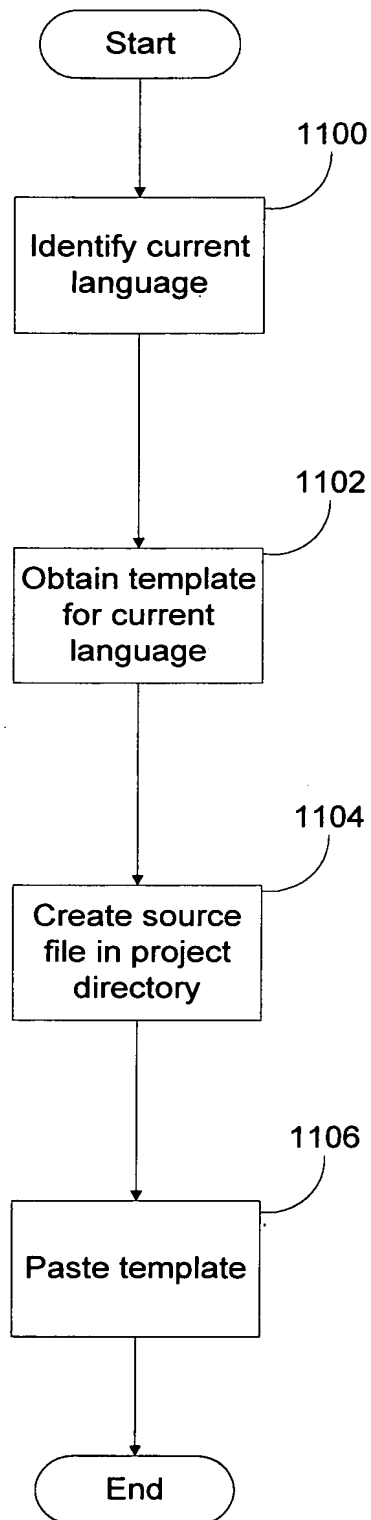 Start
1100
Identify current
language
1102
Obtain template
for current
language
1104
Create source
file in project
directory
1106
Paste template
End